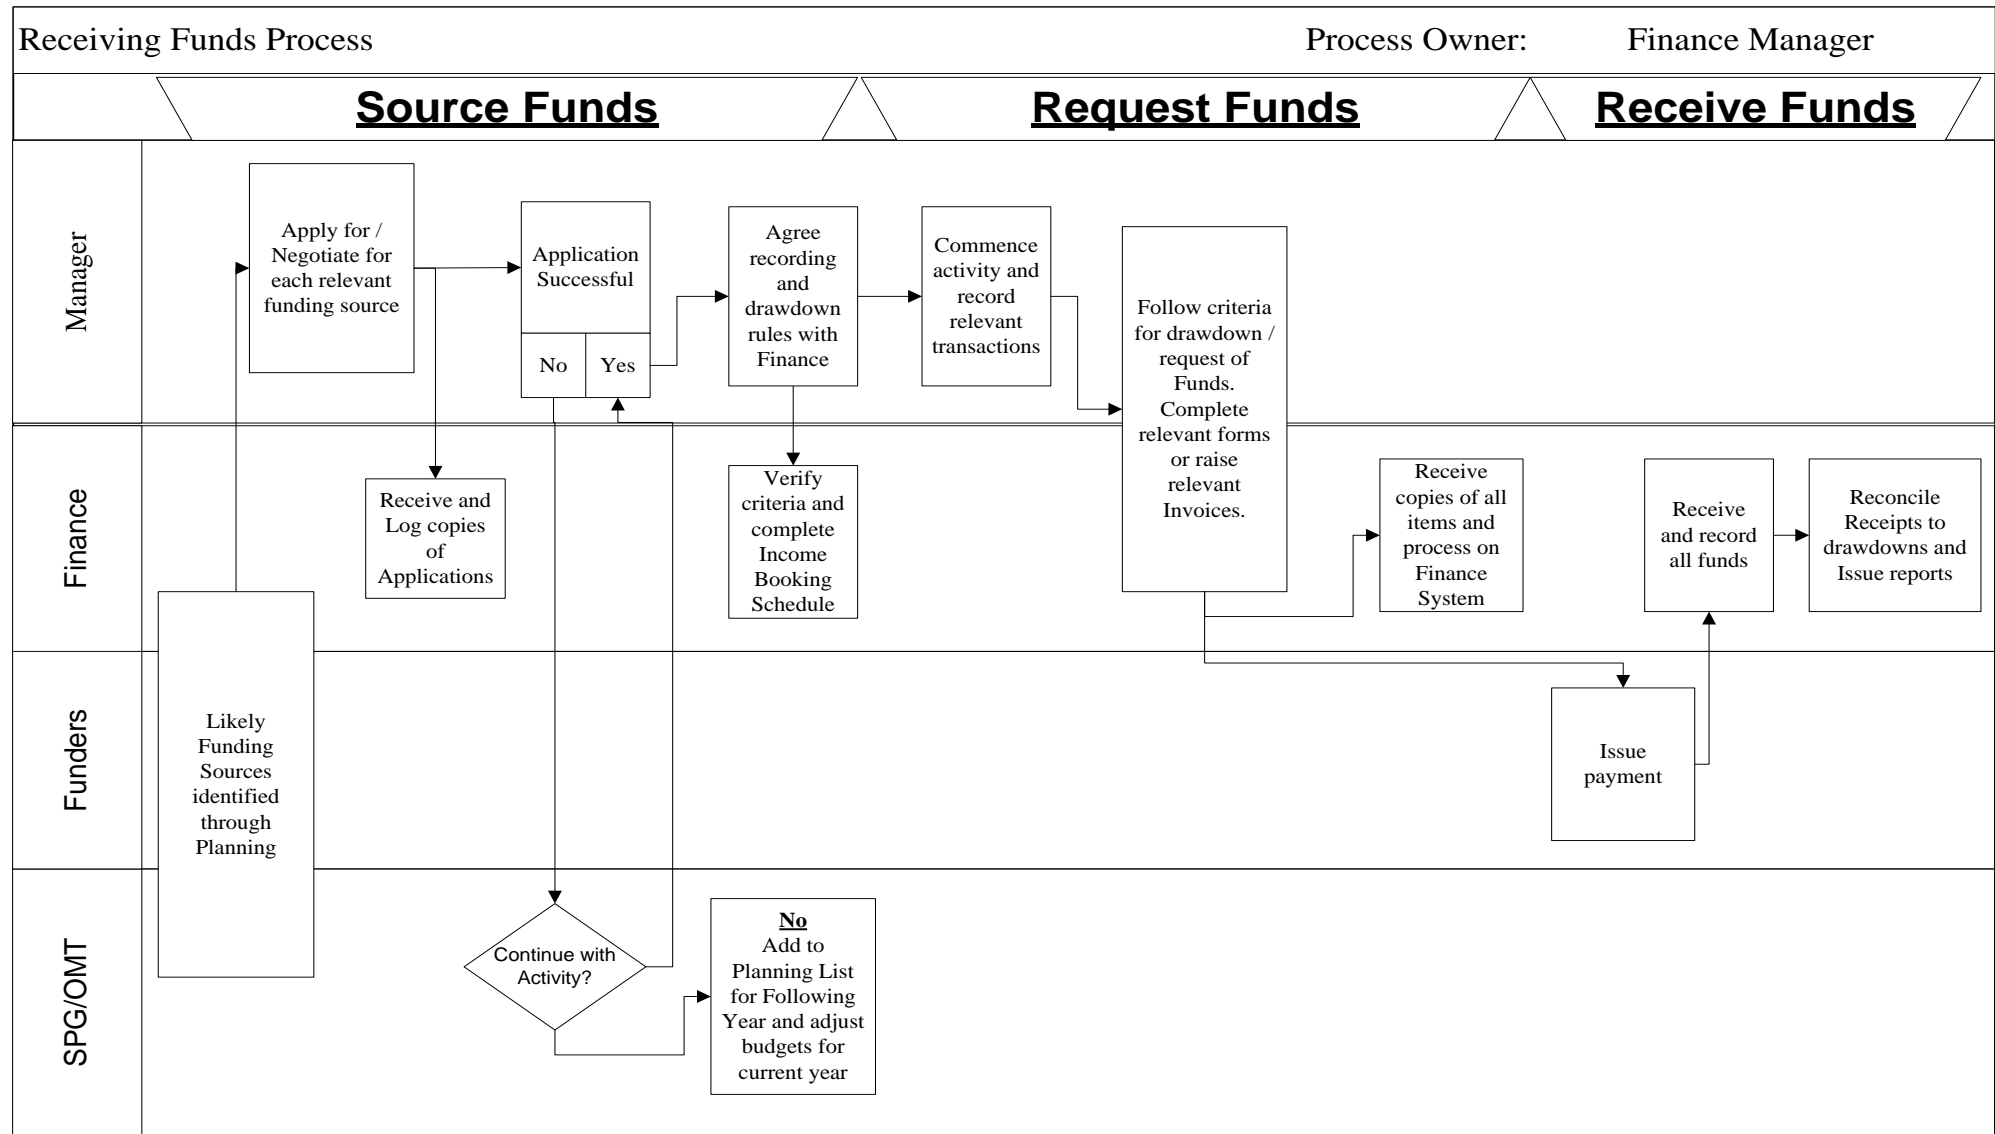 Receiving Funds Process
Process Owner:
Finance Manager
Source Funds
Request Funds
Receive Funds
Manager
Apply for /
Negotiate for
each relevant
funding source
Application
Successful
No
Yes
Agree
recording
and
drawdown
rules with
Finance
Commence
activity and
record
relevant
transactions
Follow criteria
for drawdown /
request of
Funds.
Complete
relevant forms
or raise
relevant
Invoices.
Finance
Receive and
Log copies
of
Applications
Verify
criteria and
complete
Income
Booking
Schedule
Receive
copies of all
items and
process on
Finance
System
Receive
and record
all funds
Reconcile
Receipts to
drawdowns and
Issue reports
Funders
Likely
Funding
Sources
identified
through
Planning
Issue
payment
SPG/OMT
Continue with
Activity?
No
Add to
Planning List
for Following
Year and adjust
budgets for
current year